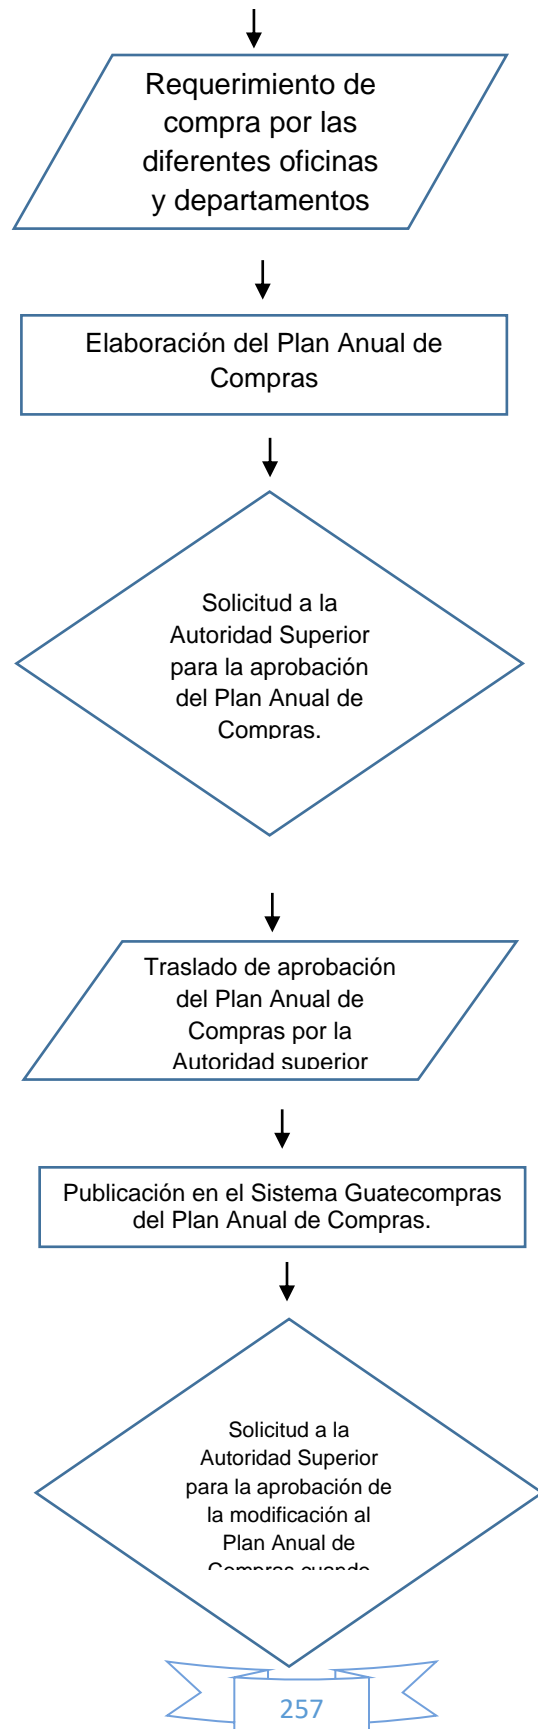 Requerimiento de
compra por las
diferentes oficinas
y departamentos
Elaboración del Plan Anual de
Compras
Solicitud a la
Autoridad Superior
para la aprobación
del Plan Anual de
Compras.
Traslado de aprobación
del Plan Anual de
Compras por la
Autoridad superior
Publicación en el Sistema Guatecompras
del Plan Anual de Compras.
Solicitud a la
Autoridad Superior
para la aprobación de
la modificación al
Plan Anual de
Compras cuando
257